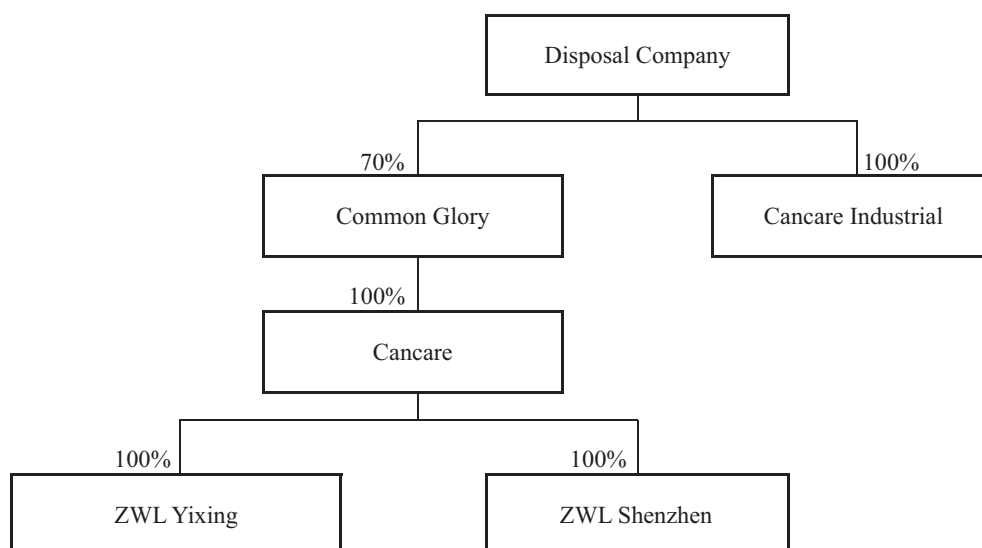 Disposal Company
70%
100%
Common Glory
Cancare Industrial
100%
Cancare
100%
100%
ZWL Yixing
ZWL Shenzhen